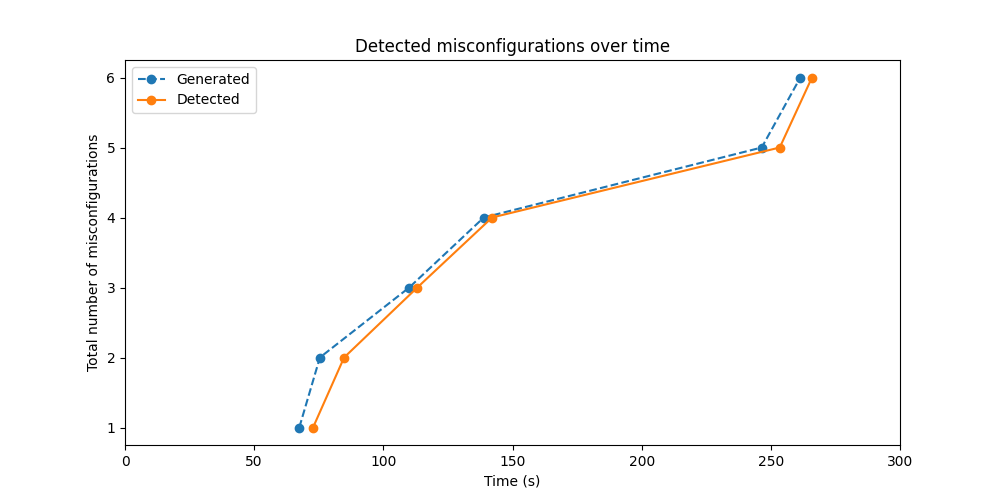 Detected misconfigurations over time
Generated
Detected
Total number of misconfigurations
6
5
4
3
2
1
0
50
100
150
200
250
300
Time (s)